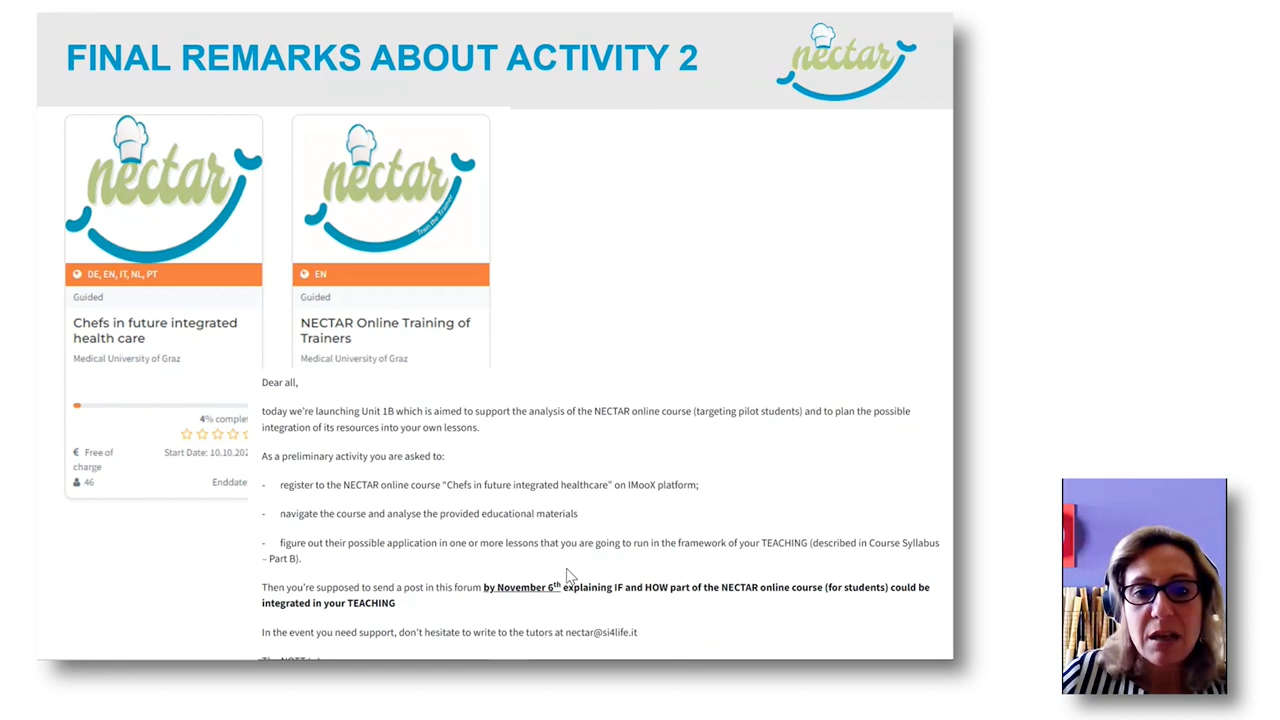 FINAL REMARKS ABOUT ACTIVITY 2
nectar
nectar
DE, EN, IT, NL, PT
Guided
Chefs in future integrated
health care
Medical University of Graz
4% comple
€ Free of
charge
Start Date: 10.10.202
46
Enddate
nectar
Train the Trainer
EN
Guided
NECTAR Online Training of
Trainers
Medical University of Graz
Dear all,
today we're launching Unit 1B which is aimed to support the analysis of the NECTAR online course (targeting pilot students) and to plan the possible
integration of its resources into your own lessons.
As a preliminary activity you are asked to:
- register to the NECTAR online course “Chefs in future integrated healthcare” on IMooX platform;
- navigate the course and analyse the provided educational materials
- figure out their possible application in one or more lessons that you are going to run in the framework of your TEACHING (described in Course Syllabus
– Part B).
Then you're supposed to send a post in this forum by November 6th explaining IF and HOW part of the NECTAR online course (for students) could be
integrated in your TEACHING
In the event you need support, don't hesitate to write to the tutors at nectar@si4life.it